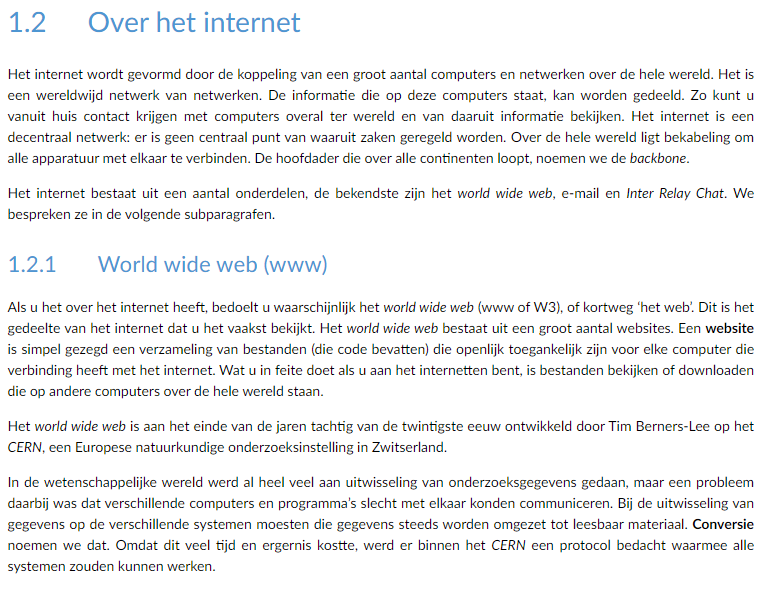 1.2 Over het internet
Het internet wordt gevormd door de koppeling van een groot aantal computers en netwerken over de hele wereld. Het is
een wereldwijd netwerk van netwerken. De informatie die op deze computers staat, kan worden gedeeld. Zo kunt u
vanuit huis contact krijgen met computers overal ter wereld en van daaruit informatie bekijken. Het internet is een
decentraal netwerk: er is geen centraal punt van waaruit zaken geregeld worden. Over de hele wereld ligt bekabeling om
alle apparatuur met elkaar te verbinden. De hoofdader die over alle continenten loopt, noemen we de backbone.
Het internet bestaat uit een aantal onderdelen, de bekendste zijn het world wide web, e-mail en Inter Relay Chat. We
bespreken ze in de volgende subparagrafen.
1.2.1 World wide web (www)
Als u het over het internet heeft, bedoelt u waarschijnlijk het world wide web (www of W3), of kortweg ‘het web’. Dit is het
gedeelte van het internet dat u het vaakst bekijkt. Het world wide web bestaat uit een groot aantal websites. Een website
is simpel gezegd een verzameling van bestanden (die code bevatten) die openlijk toegankelijk zijn voor elke computer die
verbinding heeft met het internet. Wat u in feite doet als u aan het internetten bent, is bestanden bekijken of downloaden
die op andere computers over de hele wereld staan.
Het world wide web is aan het einde van de jaren tachtig van de twintigste eeuw ontwikkeld door Tim Berners-Lee op het
CERN, een Europese natuurkundige onderzoeksinstelling in Zwitserland.
In de wetenschappelijke wereld werd al heel veel aan uitwisseling van onderzoeksgegevens gedaan, maar een probleem
daarbij was dat verschillende computers en programma’s slecht met elkaar konden communiceren. Bij de uitwisseling van
gegevens op de verschillende systemen moesten die gegevens steeds worden omgezet tot leesbaar materiaal. Conversie
noemen we dat. Omdat dit veel tijd en ergernis kostte, werd er binnen het CERN een protocol bedacht waarmee alle
systemen zouden kunnen werken.